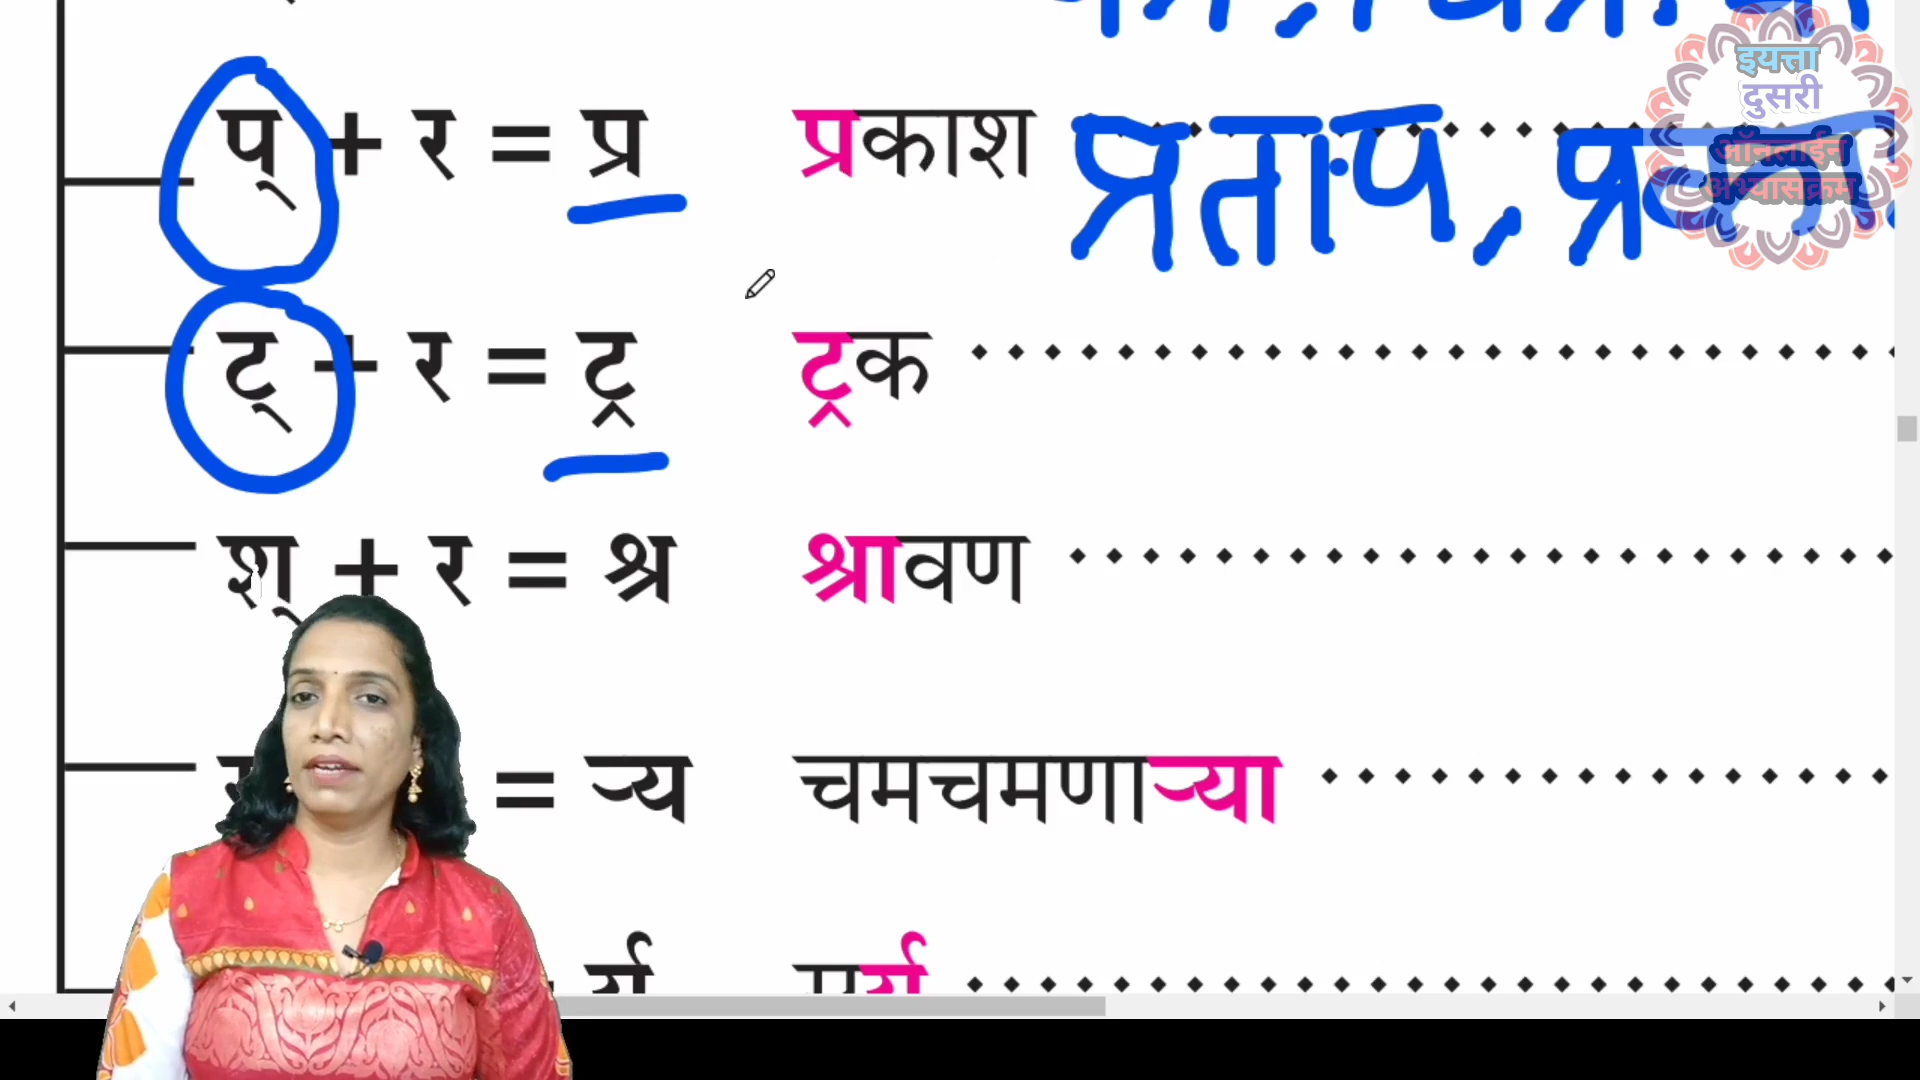 इयत्ता
दुसरी
ऑनलाईन
अभ्यासक्रम
प् + र = प्र प्रकाश प्रताप,
ट् + र = ट्र ट्रक
श् + र = श्र श्रावण
= ऱ्य चमचमणाऱ्या
र्य